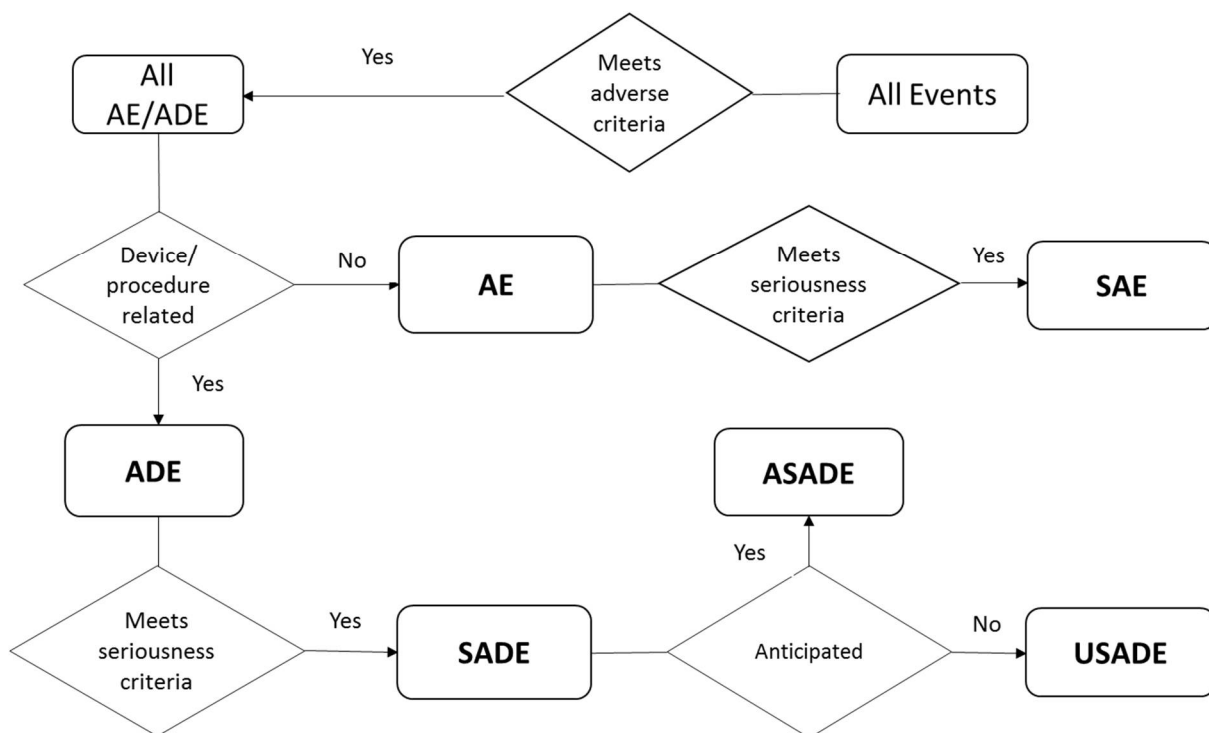 All
AE/ADE
Yes
Meets
adverse
criteria
All Events
Device/
procedure
related
No
AE
Meets
seriousness
criteria
Yes
SAE
Yes
ADE
ASADE
Yes
Meets
seriousness
criteria
Yes
SADE
Anticipated
No
USADE